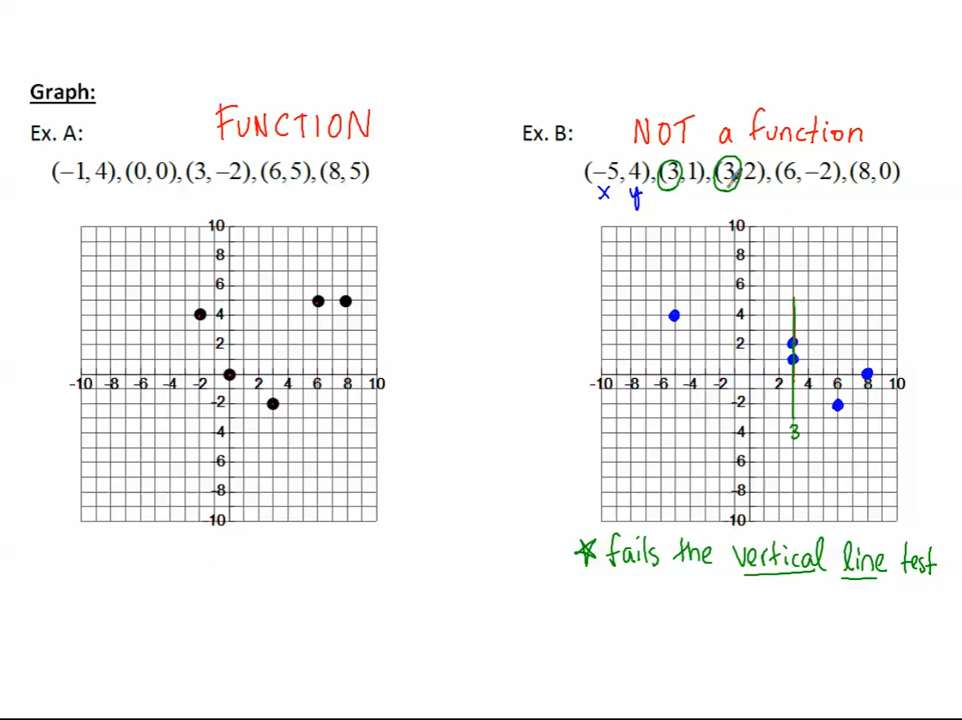 Graph:
Ex. A:
FUNCTION
(−1, 4), (0, 0), (3, −2), (6, 5), (8, 5)
10
8
6
4
2
-10 -8 -6 -4 -2 2 4 6 8 10
-2
-4
-6
-8
-10
Ex. B:
NOT a function
(−5, 4), (3, 1), (3, 2), (6, −2), (8, 0)
x y
10
8
6
4
2
-10 -8 -6 -4 -2 2 4 6 8 10
-2
-4
3
-6
-8
-10
* fails the vertical line test